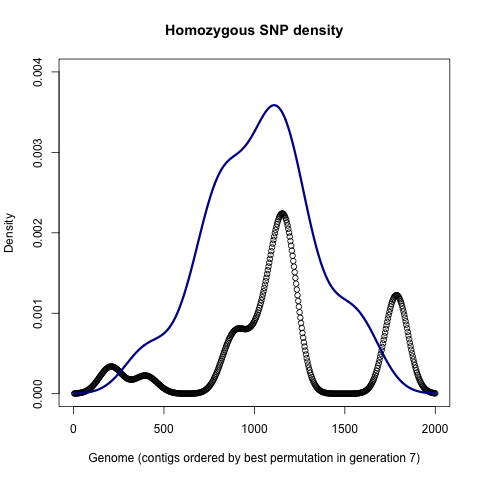 Homozygous SNP density
0.004
0.003
0.002
0.001
0.000
Density
0 500 1000 1500 2000
Genome (contigs ordered by best permutation in generation 7)